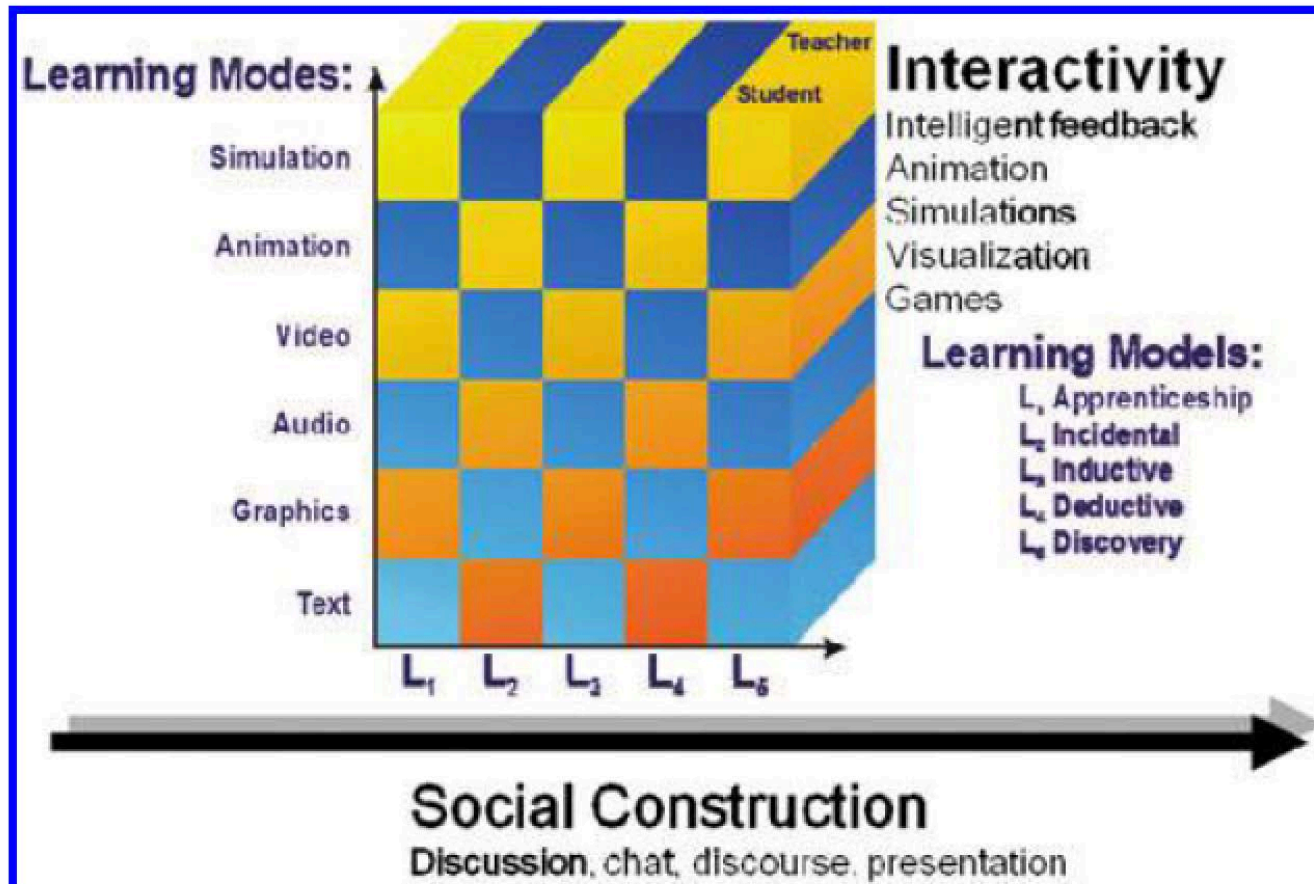 Learning Modes:
Simulation
Animation
Video
Audio
Graphics
Text
Teacher
Student
L₁ L₂ L₃ L₄ L₅
Interactivity
Intelligent feedback
Animation
Simulations
Visualization
Games
Learning Models:
L₁ Apprenticeship
L₂ Incidental
L₃ Inductive
L₄ Deductive
L₅ Discovery
Social Construction
Discussion, chat, discourse, presentation